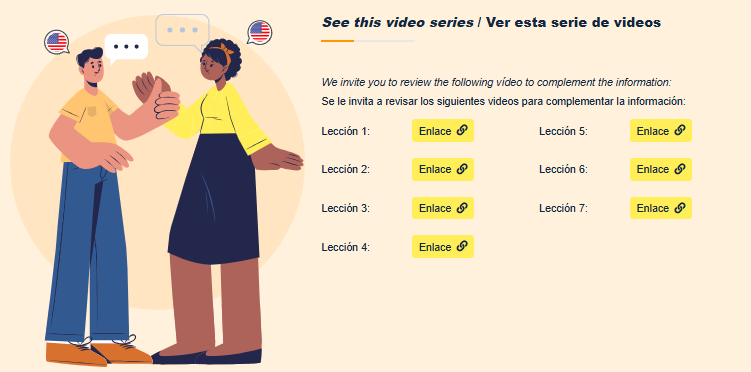 See this video series / Ver esta serie de videos
We invite you to review the following vídeo to complement the information:
Se le invita a revisar los siguientes videos para complementar la información:
Lección 1: Enlace Lección 5: Enlace
Lección 2: Enlace Lección 6: Enlace
Lección 3: Enlace Lección 7: Enlace
Lección 4: Enlace